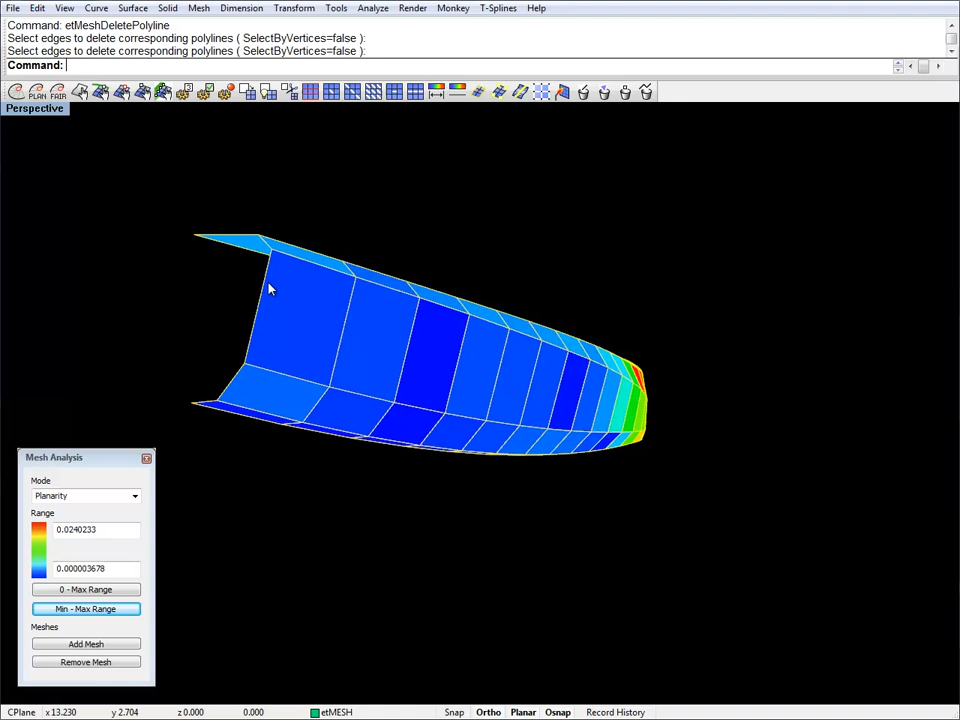 File Edit View Curve Surface Solid Mesh Dimension Transform Tools Analyze Render Monkey T-Splines Help
Command: etMeshDeletePolyline
Select edges to delete corresponding polylines ( SelectByVertices=false ):
Select edges to delete corresponding polylines ( SelectByVertices=false ):
Command:
PLAN FAIR 3
Perspective
Mesh Analysis
Mode
Planarity
Range
0.0240233
0.000003678
0 - Max Range
Min - Max Range
Meshes
Add Mesh
Remove Mesh
CPlane x 13.230 y 2.704 z 0.000 0.000 etMESH Snap Ortho Planar Osnap Record History